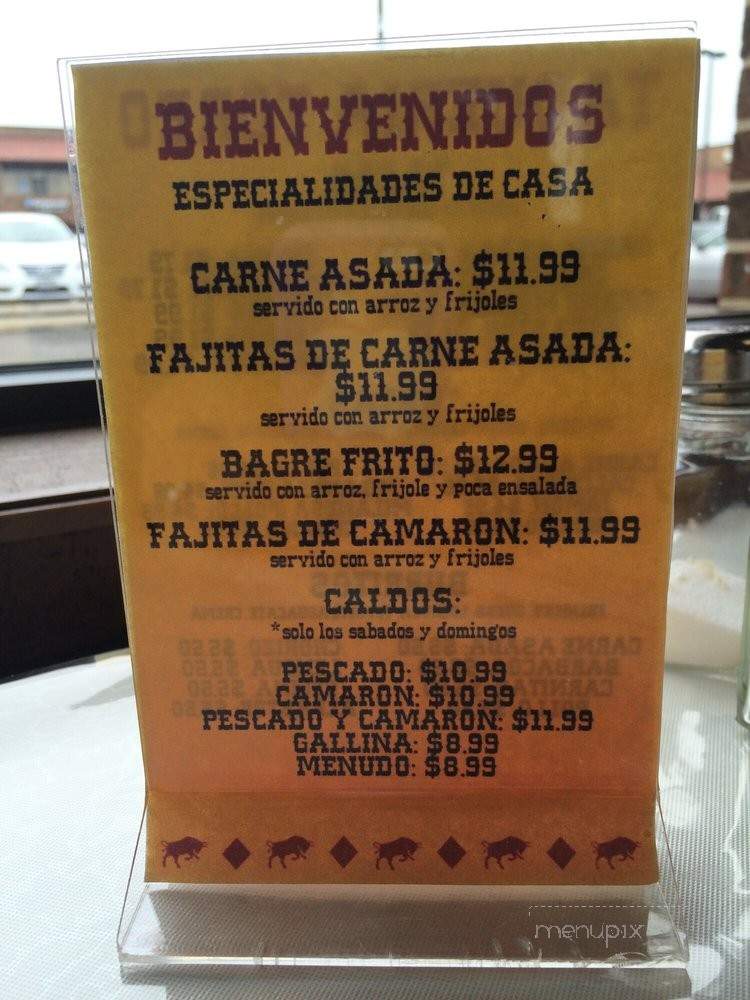 BIENVENIDOS
ESPECIALIDADES DE CASA
CARNE ASADA: $11.99
servido con arroz y frijoles
FAJITAS DE CARNE ASADA:
$11.99
servido con arroz y frijoles
BAGRE FRITO: $12.99
servido con arroz, frijole y poca ensalada
FAJITAS DE CAMARON: $11.99
servido con arroz y frijoles
CALDOS:
*solo los sabados y domingos
PESCADO: $10.99
CAMARON: $10.99
PESCADO Y CAMARON: $11.99
GALLINA: $8.99
MENUDO: $8.99
menupix